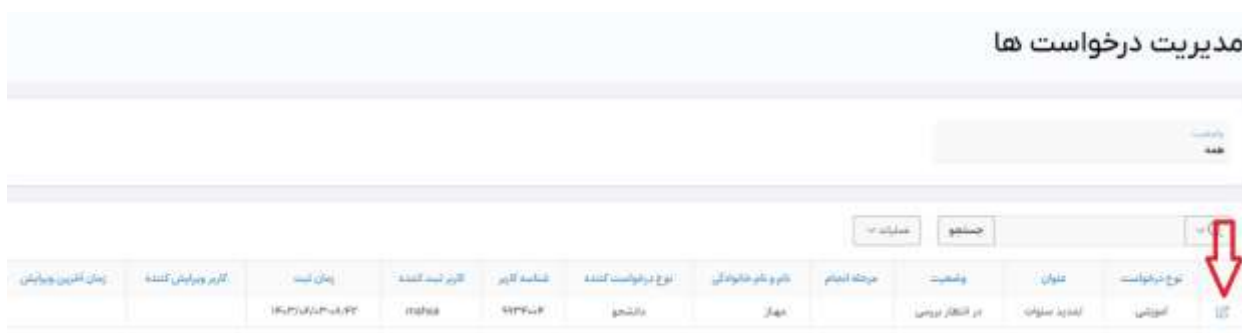 مدیریت درخواست ها
وضعیت
همه
جستجو
عملیات
نوع درخواست
عنوان
وضعیت
مرحله انجام
نام و نام خانوادگی
نوع درخواست کننده
شناسه کاربر
کاربر ثبت کننده
زمان ثبت
کاربر ویرایش کننده
زمان آخرین ویرایش
آموزشی
تمدید سنوات
در انتظار بررسی
مهناز
دانشجو